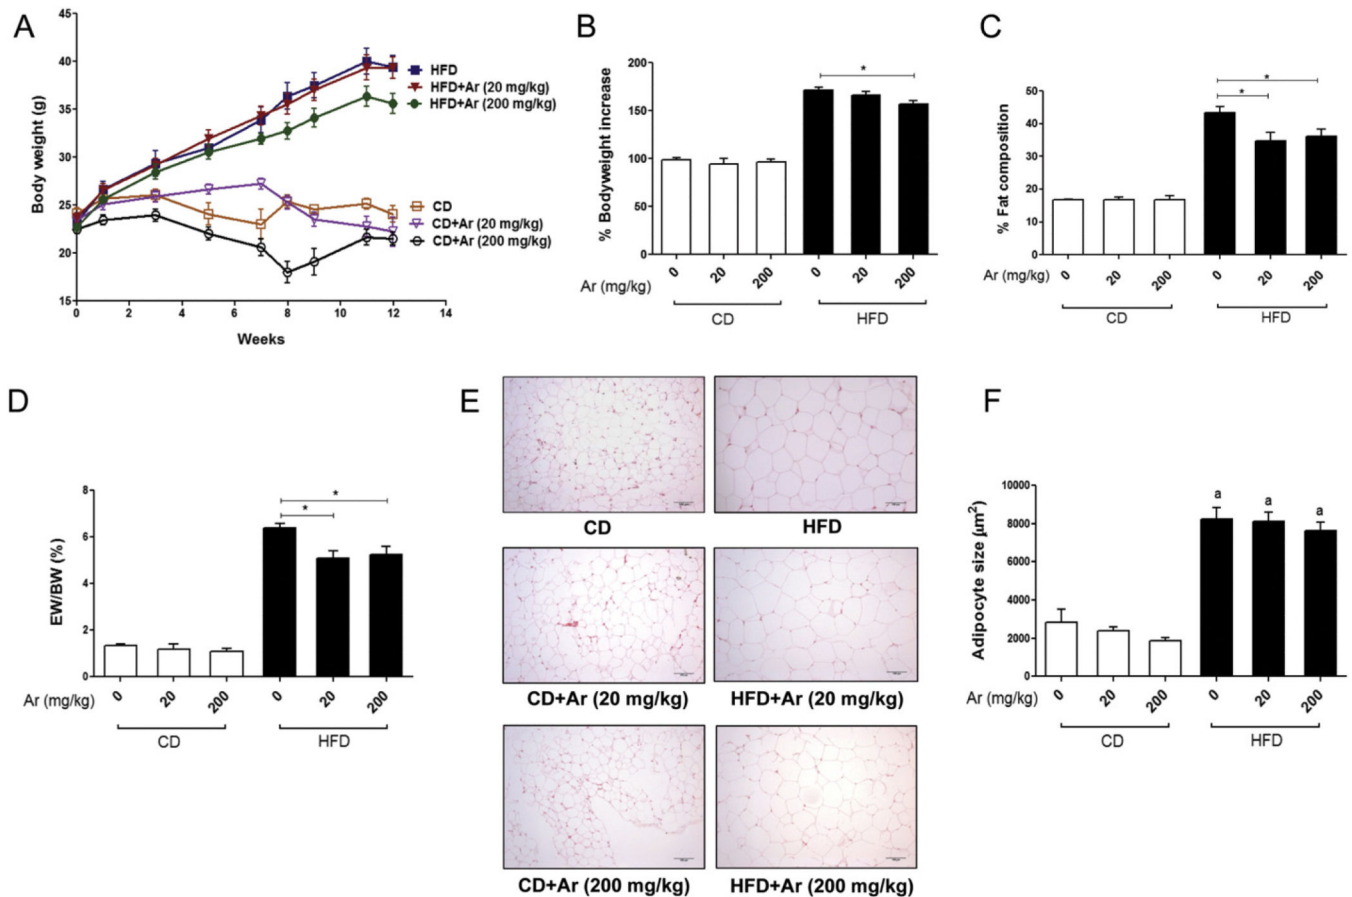 A
Body weight (g)
45
40
35
30
25
20
15
0
2
4
6
8
10
12
14
Weeks
HFD
HFD+Ar (20 mg/kg)
HFD+Ar (200 mg/kg)
CD
CD+Ar (20 mg/kg)
CD+Ar (200 mg/kg)
B
% Bodyweight increase
200
150
100
50
0
*
Ar (mg/kg)
0
20
200
0
20
200
CD
HFD
C
% Fat composition
50
40
30
20
10
0
*
*
Ar (mg/kg)
0
20
200
0
20
200
CD
HFD
D
EW/BW (%)
8
6
4
2
0
*
*
Ar (mg/kg)
0
20
200
0
20
200
CD
HFD
E
CD
HFD
CD+Ar (20 mg/kg)
HFD+Ar (20 mg/kg)
CD+Ar (200 mg/kg)
HFD+Ar (200 mg/kg)
F
Adipocyte size (µm²)
10000
8000
6000
4000
2000
0
a
a
a
Ar (mg/kg)
0
20
200
0
20
200
CD
HFD